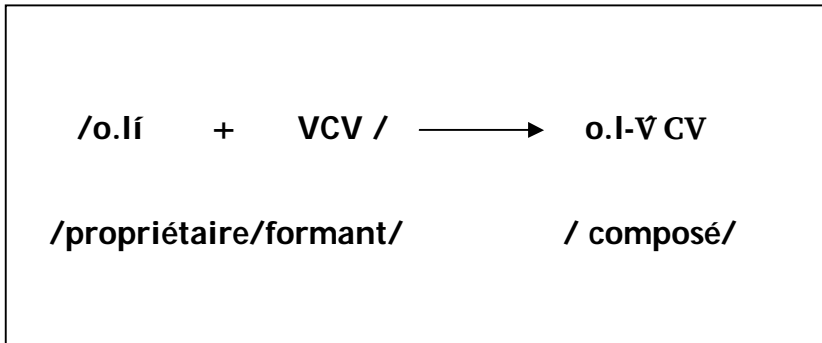 /o.lí + VCV / → o.l-V́ CV
/propriétaire/formant/ / composé/